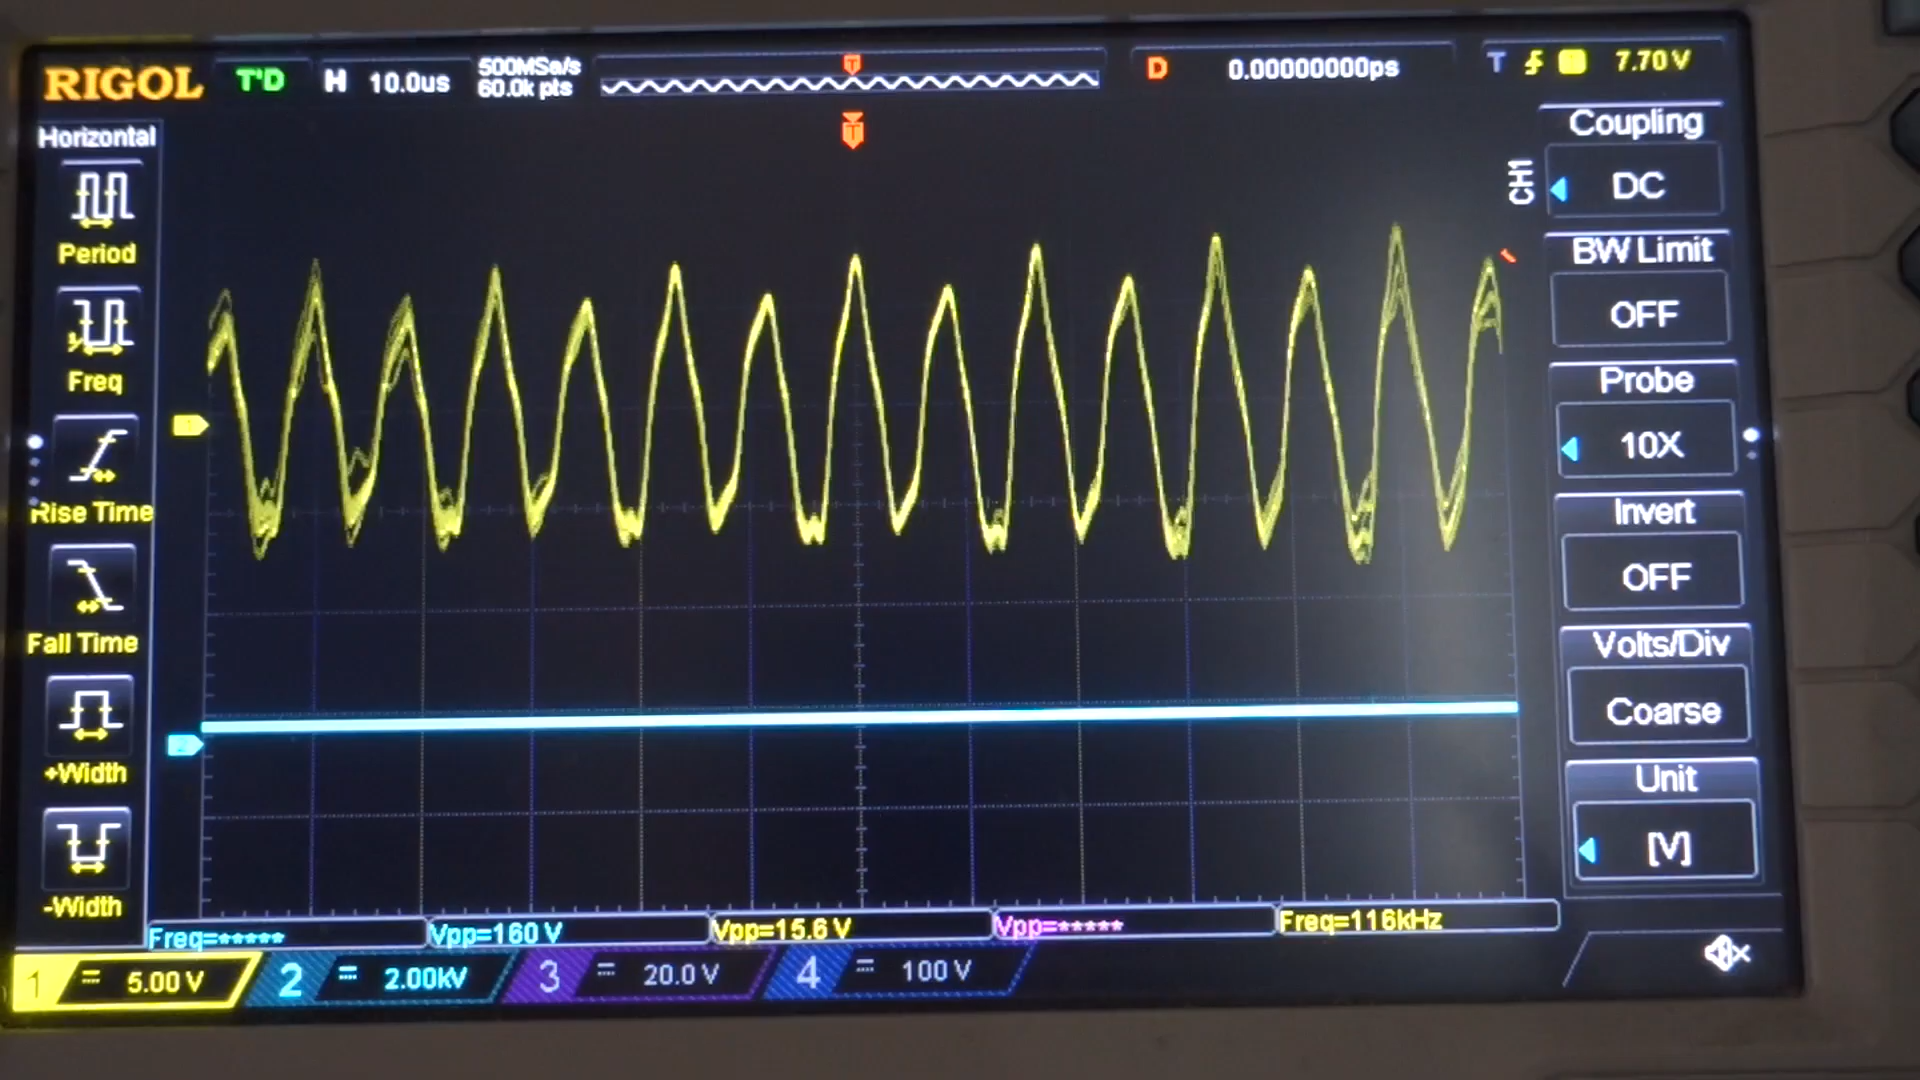 RIGOL T'D H 10.0us 500MSa/s 60.0k pts T D 0.00000000ps T 7.70 V
T
Horizontal
Period
Freq
Rise Time
Fall Time
+Width
-Width
CH1
Coupling
DC
BW Limit
OFF
Probe
10X
Invert
OFF
Volts/Div
Coarse
Unit
[V]
Freq=***** Vpp=160 V Vpp=15.6 V Vpp=***** Freq=116kHz
1 5.00 V 2 2.00kV 3 20.0 V 4 100 V